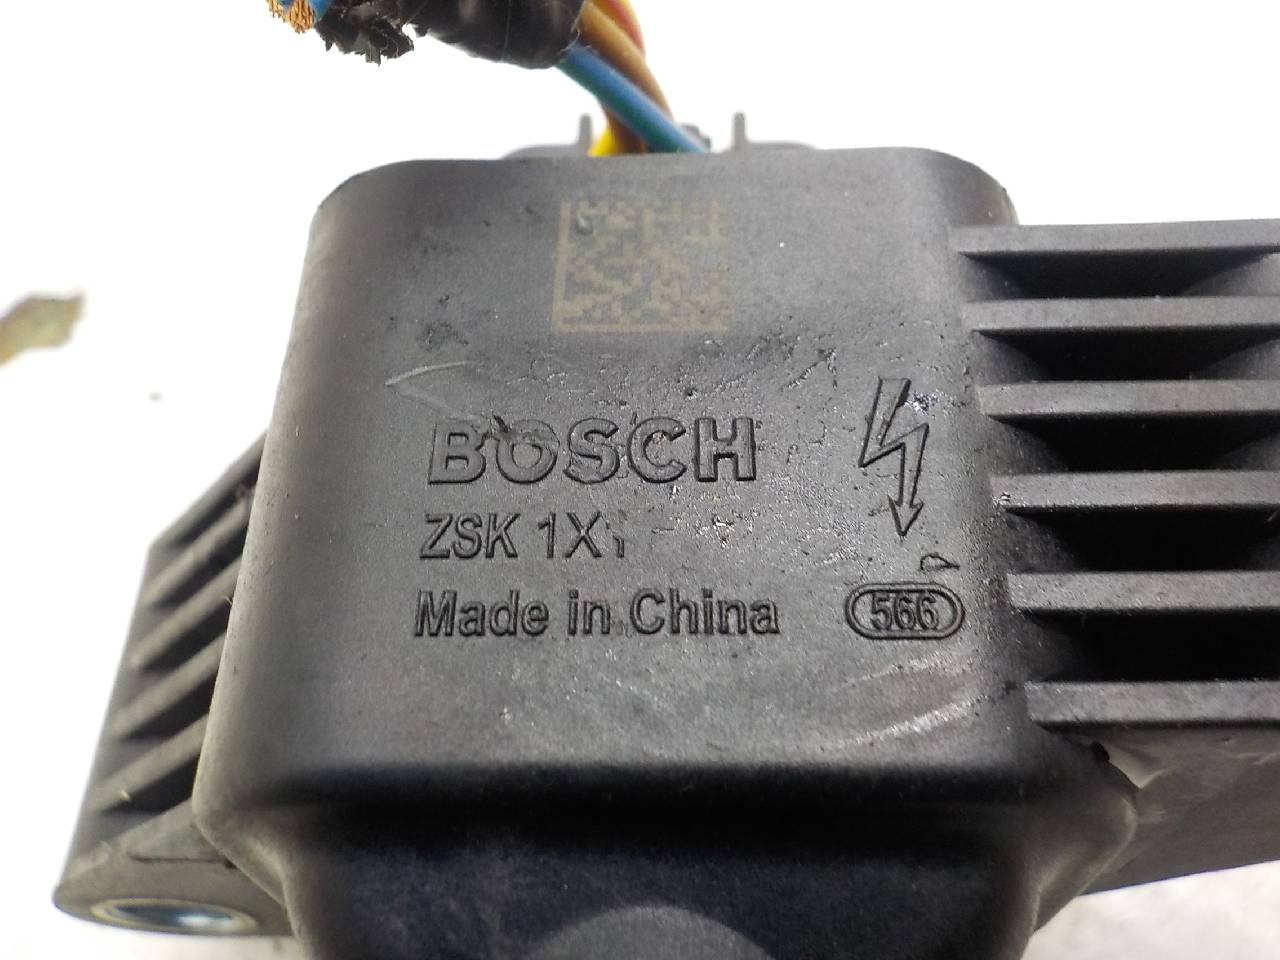 BOSCH
ZSK 1X1
Made in China
566